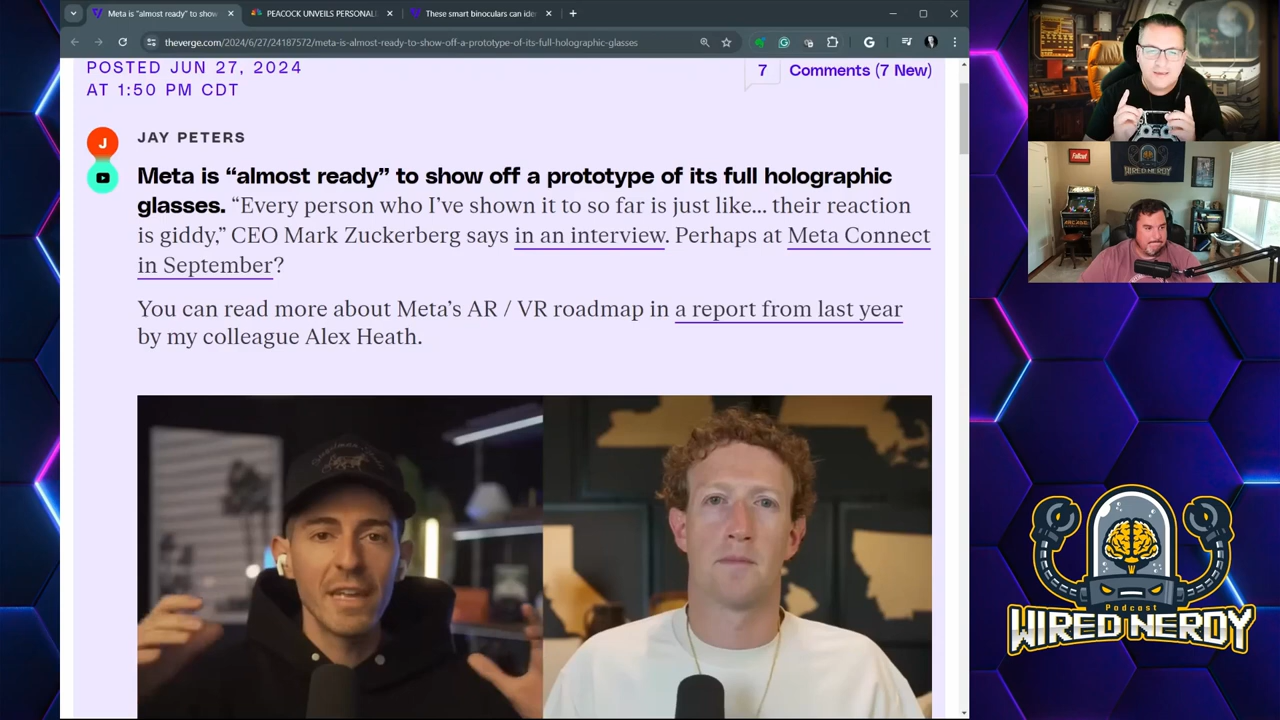 Meta is "almost ready" to show
PEACOCK UNVEILS PERSONALI
These smart binoculars can ide
theverge.com/2024/6/27/24187572/meta-is-almost-ready-to-show-off-a-prototype-of-its-full-holographic-glasses
POSTED JUN 27, 2024
AT 1:50 PM CDT
7 Comments (7 New)
J
JAY PETERS
Meta is “almost ready” to show off a prototype of its full holographic
glasses. “Every person who I’ve shown it to so far is just like... their reaction
is giddy,” CEO Mark Zuckerberg says in an interview. Perhaps at Meta Connect
in September?
You can read more about Meta’s AR / VR roadmap in a report from last year
by my colleague Alex Heath.
Fallout
WIRED NERDY
Podcast
WIRED NERDY